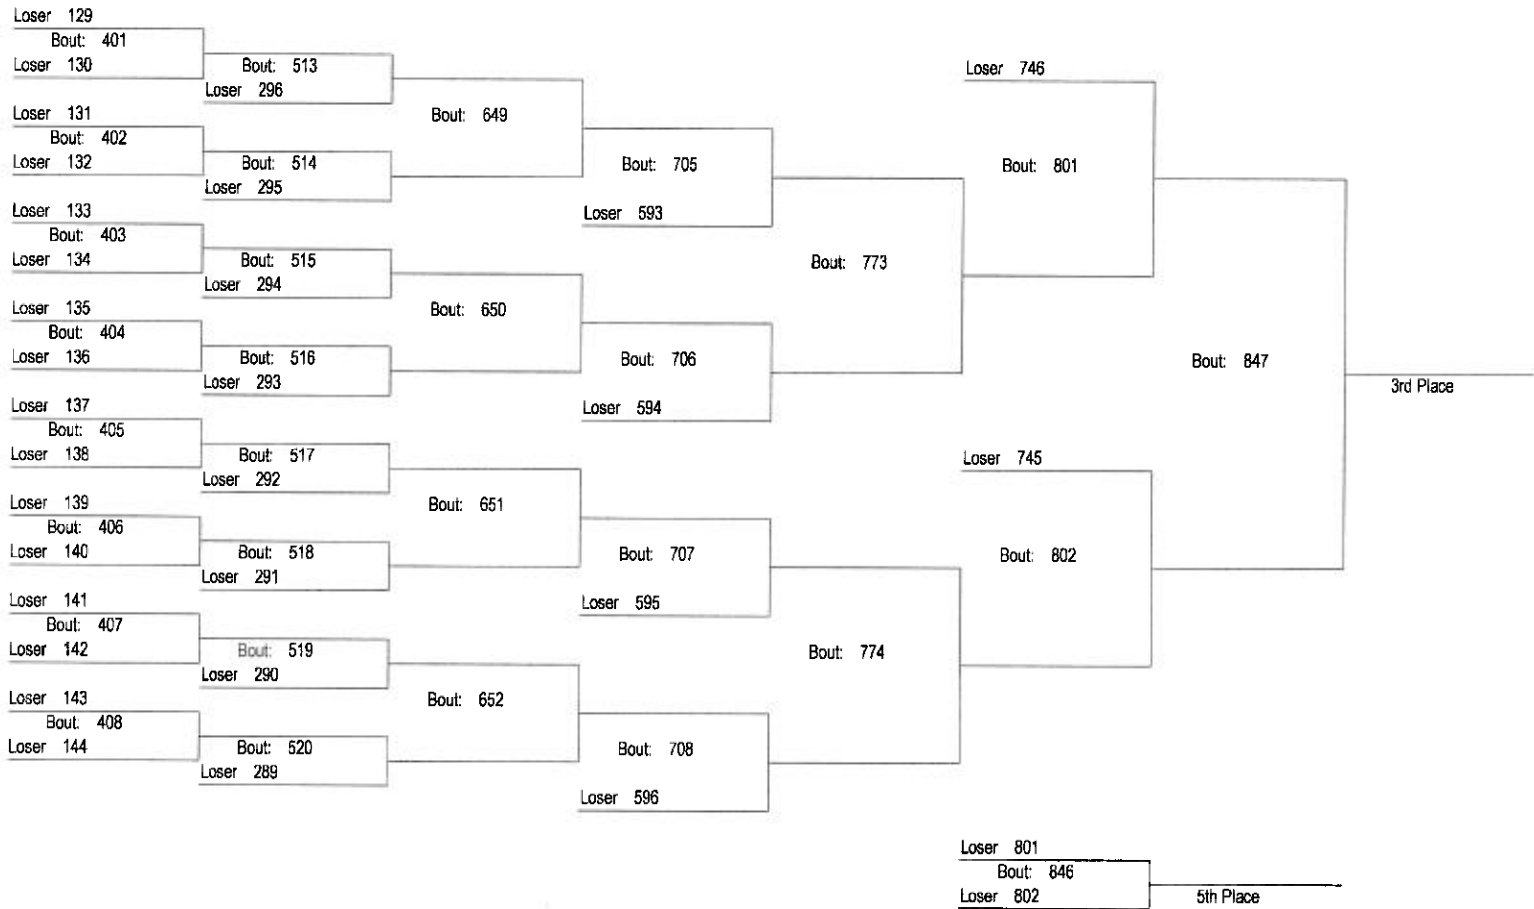 Loser 129
Bout: 401
Loser 130
Bout: 513
Loser 296
Loser 131
Bout: 402
Loser 132
Bout: 514
Loser 295
Bout: 649
Loser 133
Bout: 403
Loser 134
Bout: 515
Loser 294
Loser 135
Bout: 404
Loser 136
Bout: 516
Loser 293
Bout: 650
Bout: 705
Loser 593
Bout: 706
Loser 594
Bout: 773
Loser 746
Bout: 801
Loser 137
Bout: 405
Loser 138
Bout: 517
Loser 292
Loser 139
Bout: 406
Loser 140
Bout: 518
Loser 291
Bout: 651
Loser 141
Bout: 407
Loser 142
Bout: 519
Loser 290
Loser 143
Bout: 408
Loser 144
Bout: 520
Loser 289
Bout: 652
Bout: 707
Loser 595
Bout: 708
Loser 596
Bout: 774
Loser 745
Bout: 802
Bout: 847
3rd Place
Loser 801
Bout: 846
Loser 802
5th Place